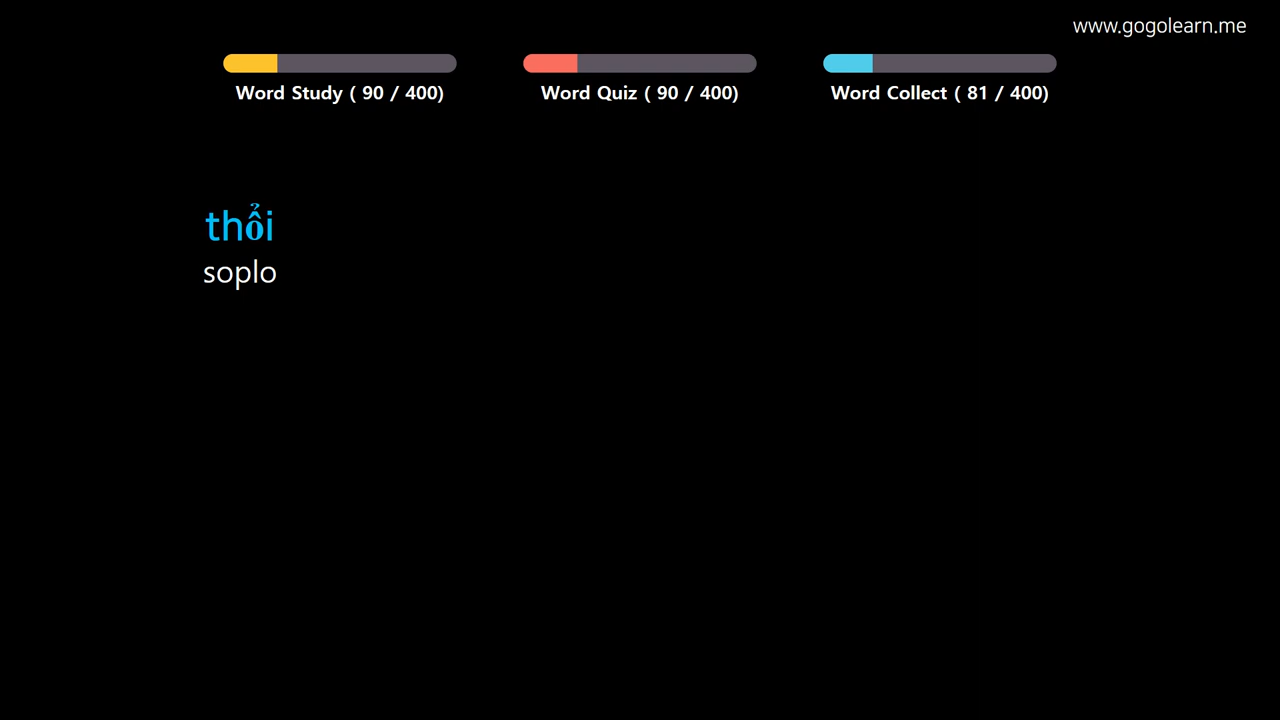 www.gogolearn.me
Word Study ( 90 / 400)
Word Quiz ( 90 / 400)
Word Collect ( 81 / 400)
thổi
soplo